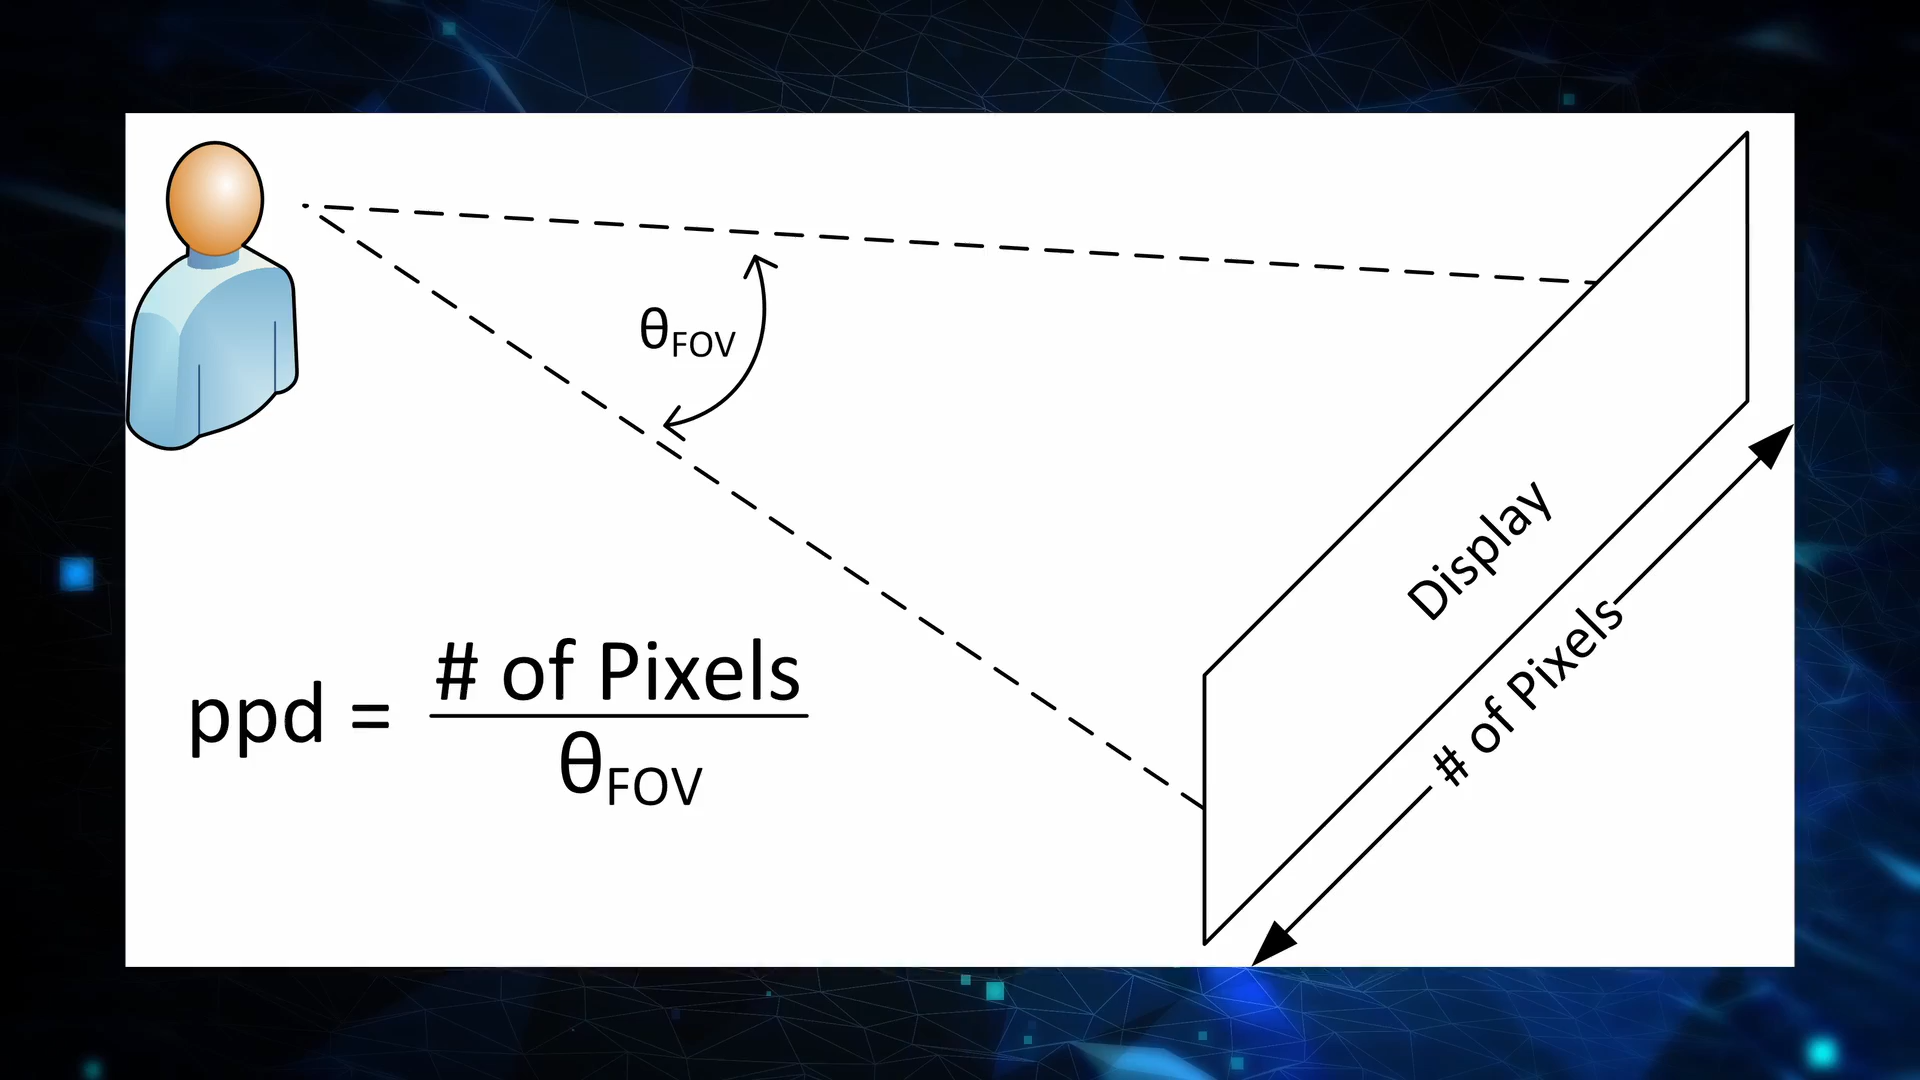 θFOV
Display
# of Pixels
ppd = # of Pixels
θFOV